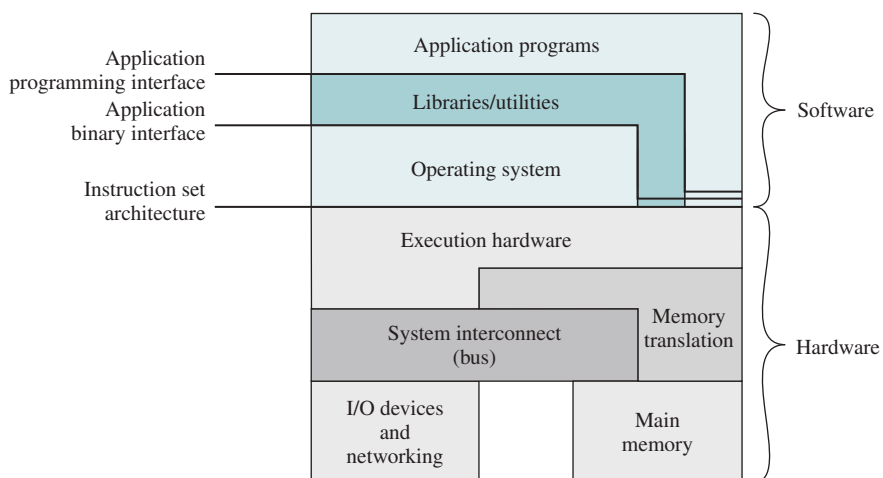 Application programs
Application
programming interface
Libraries/utilities
Application
binary interface
Software
Operating system
Instruction set
architecture
Execution hardware
Memory
translation
System interconnect
(bus)
Hardware
I/O devices
and
networking
Main
memory